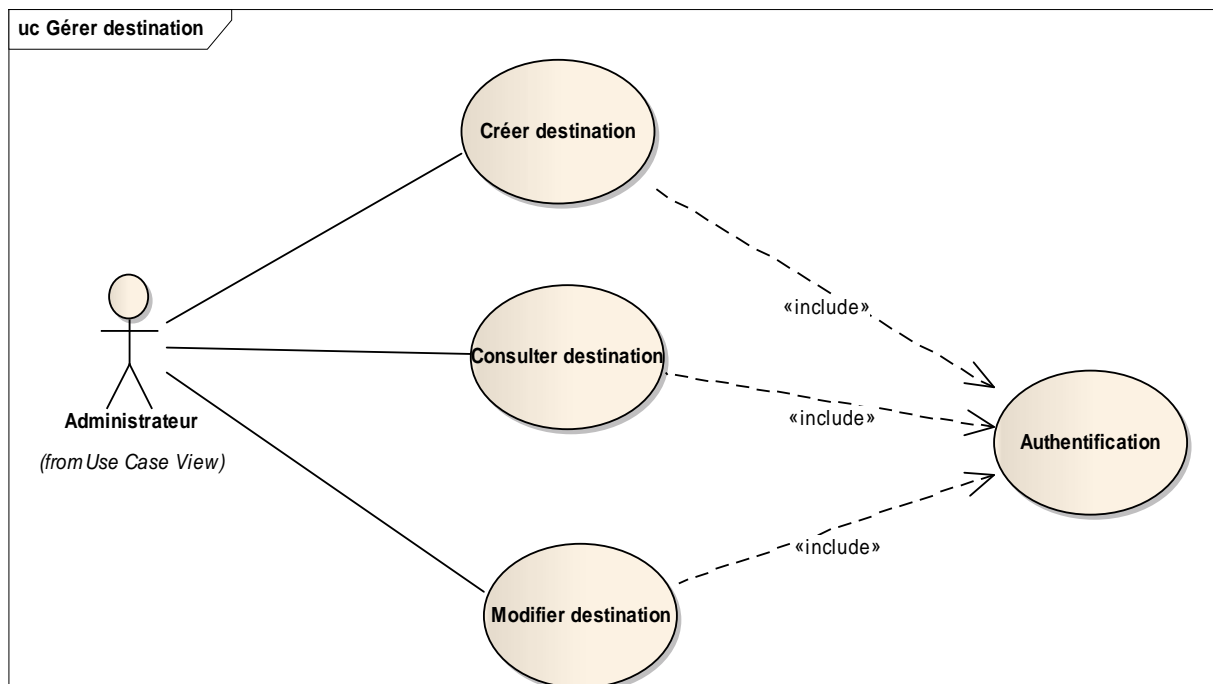 uc Gérer destination
Créer destination
«include»
Consulter destination
«include»
Administrateur
(from Use Case View)
Authentification
«include»
Modifier destination